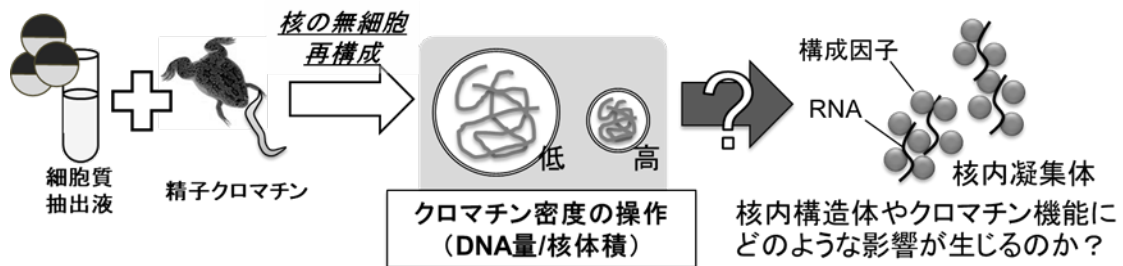 細胞質
抽出液
精子クロマチン
核の無細胞
再構成
低
高
クロマチン密度の操作
（DNA量/核体積）
?
構成因子
RNA
核内凝集体
核内構造体やクロマチン機能に
どのような影響が生じるのか？